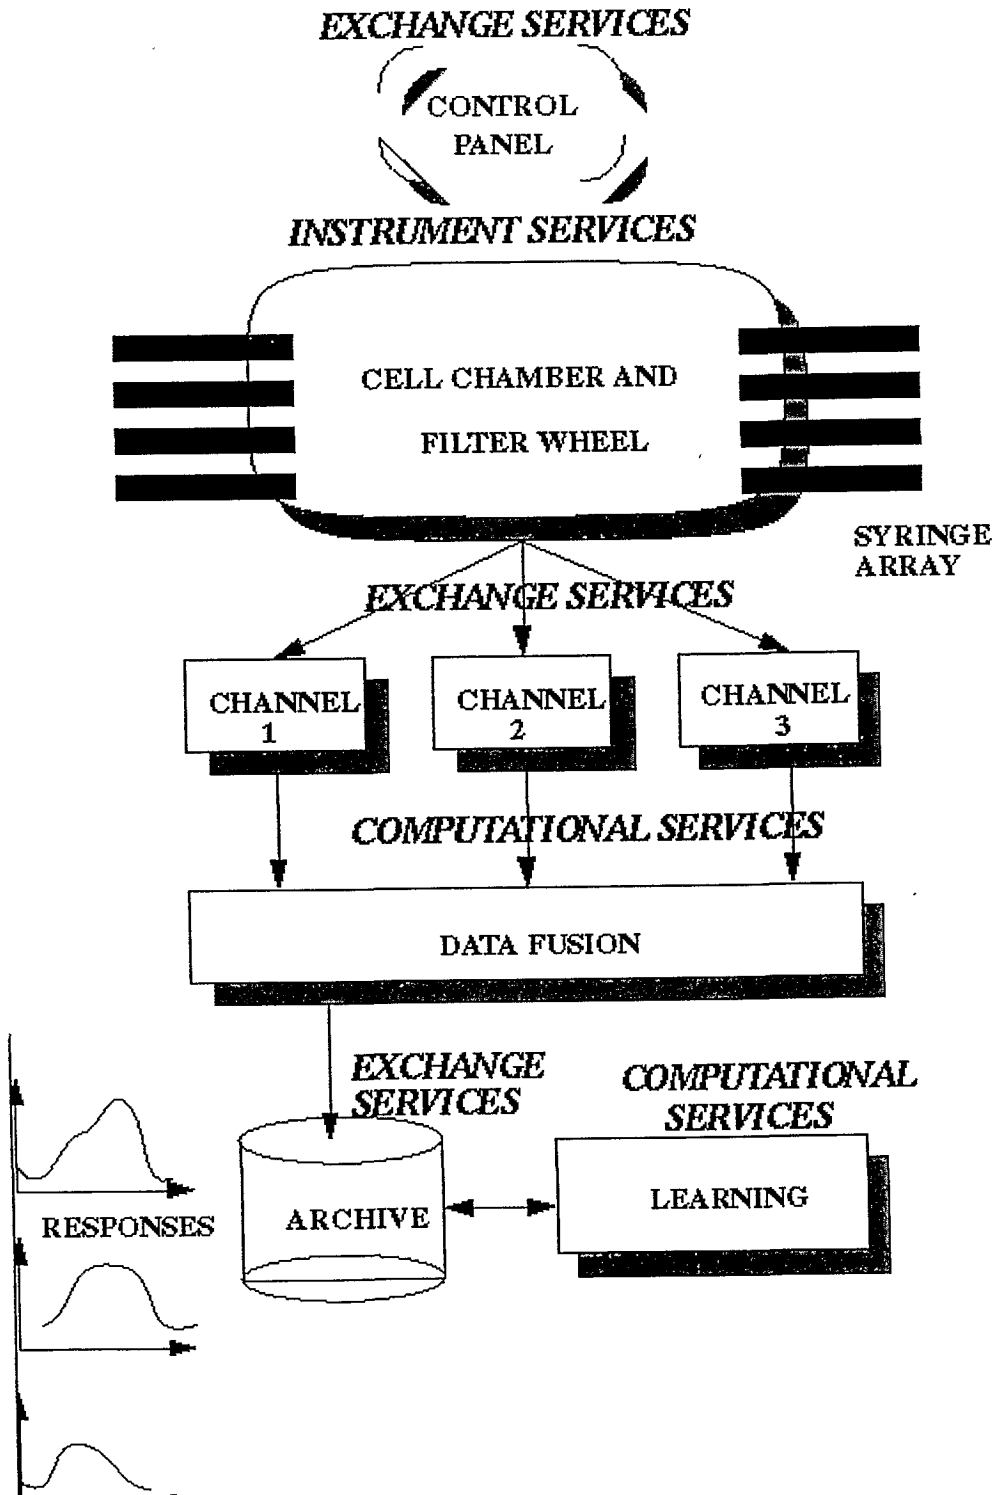 EXCHANGE SERVICES
CONTROL
PANEL
INSTRUMENT SERVICES
CELL CHAMBER AND
FILTER WHEEL
SYRINGE
ARRAY
EXCHANGE SERVICES
CHANNEL
1
CHANNEL
2
CHANNEL
3
COMPUTATIONAL SERVICES
DATA FUSION
EXCHANGE
SERVICES
COMPUTATIONAL
SERVICES
ARCHIVE
LEARNING
RESPONSES